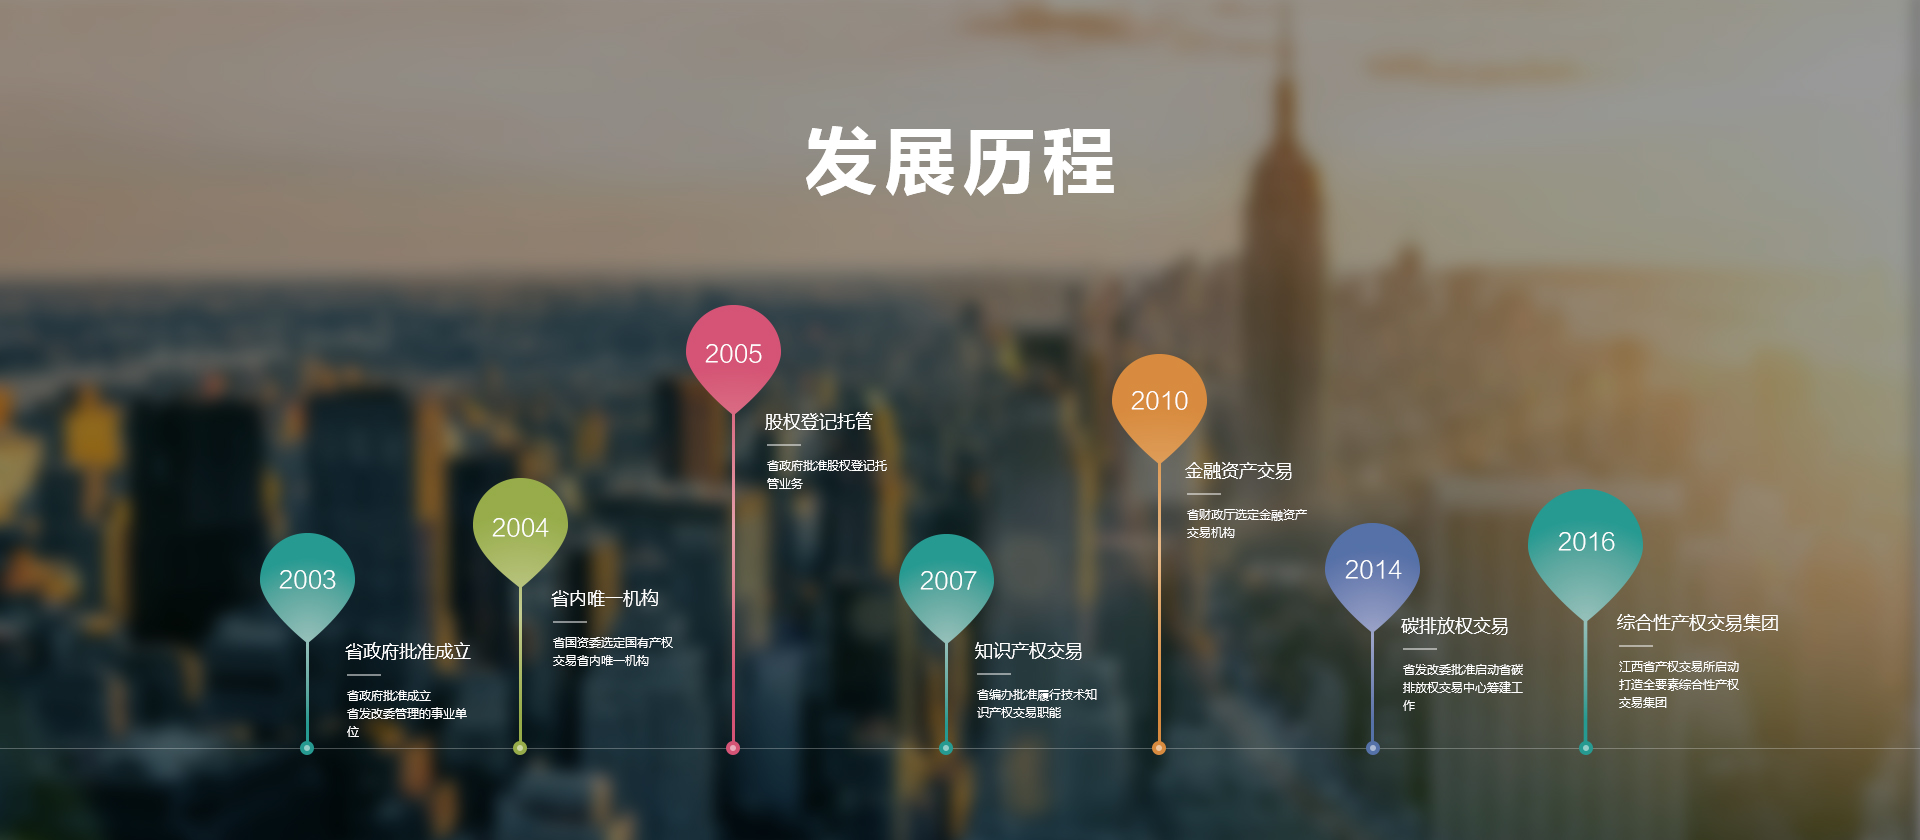 发展历程
2003
省政府批准成立
省政府批准成立
省发改委管理的事业单
位
2004
省内唯一机构
省国资委选定国有产权
交易省内唯一机构
2005
股权登记托管
省政府批准股权登记托
管业务
2007
知识产权交易
省编办批准履行技术知
识产权交易职能
2010
金融资产交易
省财政厅选定金融资产
交易机构
2014
碳排放权交易
省发改委批准启动省碳
排放权交易中心筹建工
作
2016
综合性产权交易集团
江西省产权交易所启动
打造全要素综合性产权
交易集团